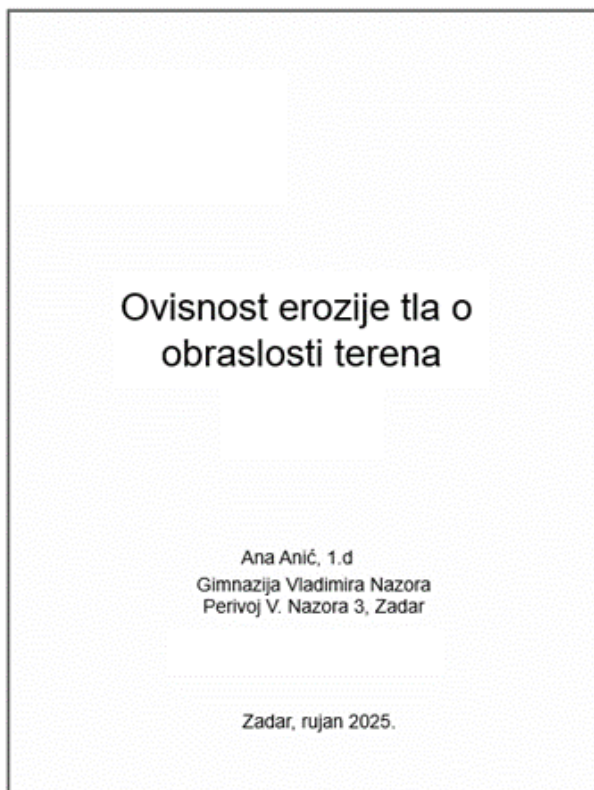 Ovisnost erozije tla o
obraslosti terena
Ana Anić, 1.d
Gimnazija Vladimira Nazora
Perivoj V. Nazora 3, Zadar
Zadar, rujan 2025.